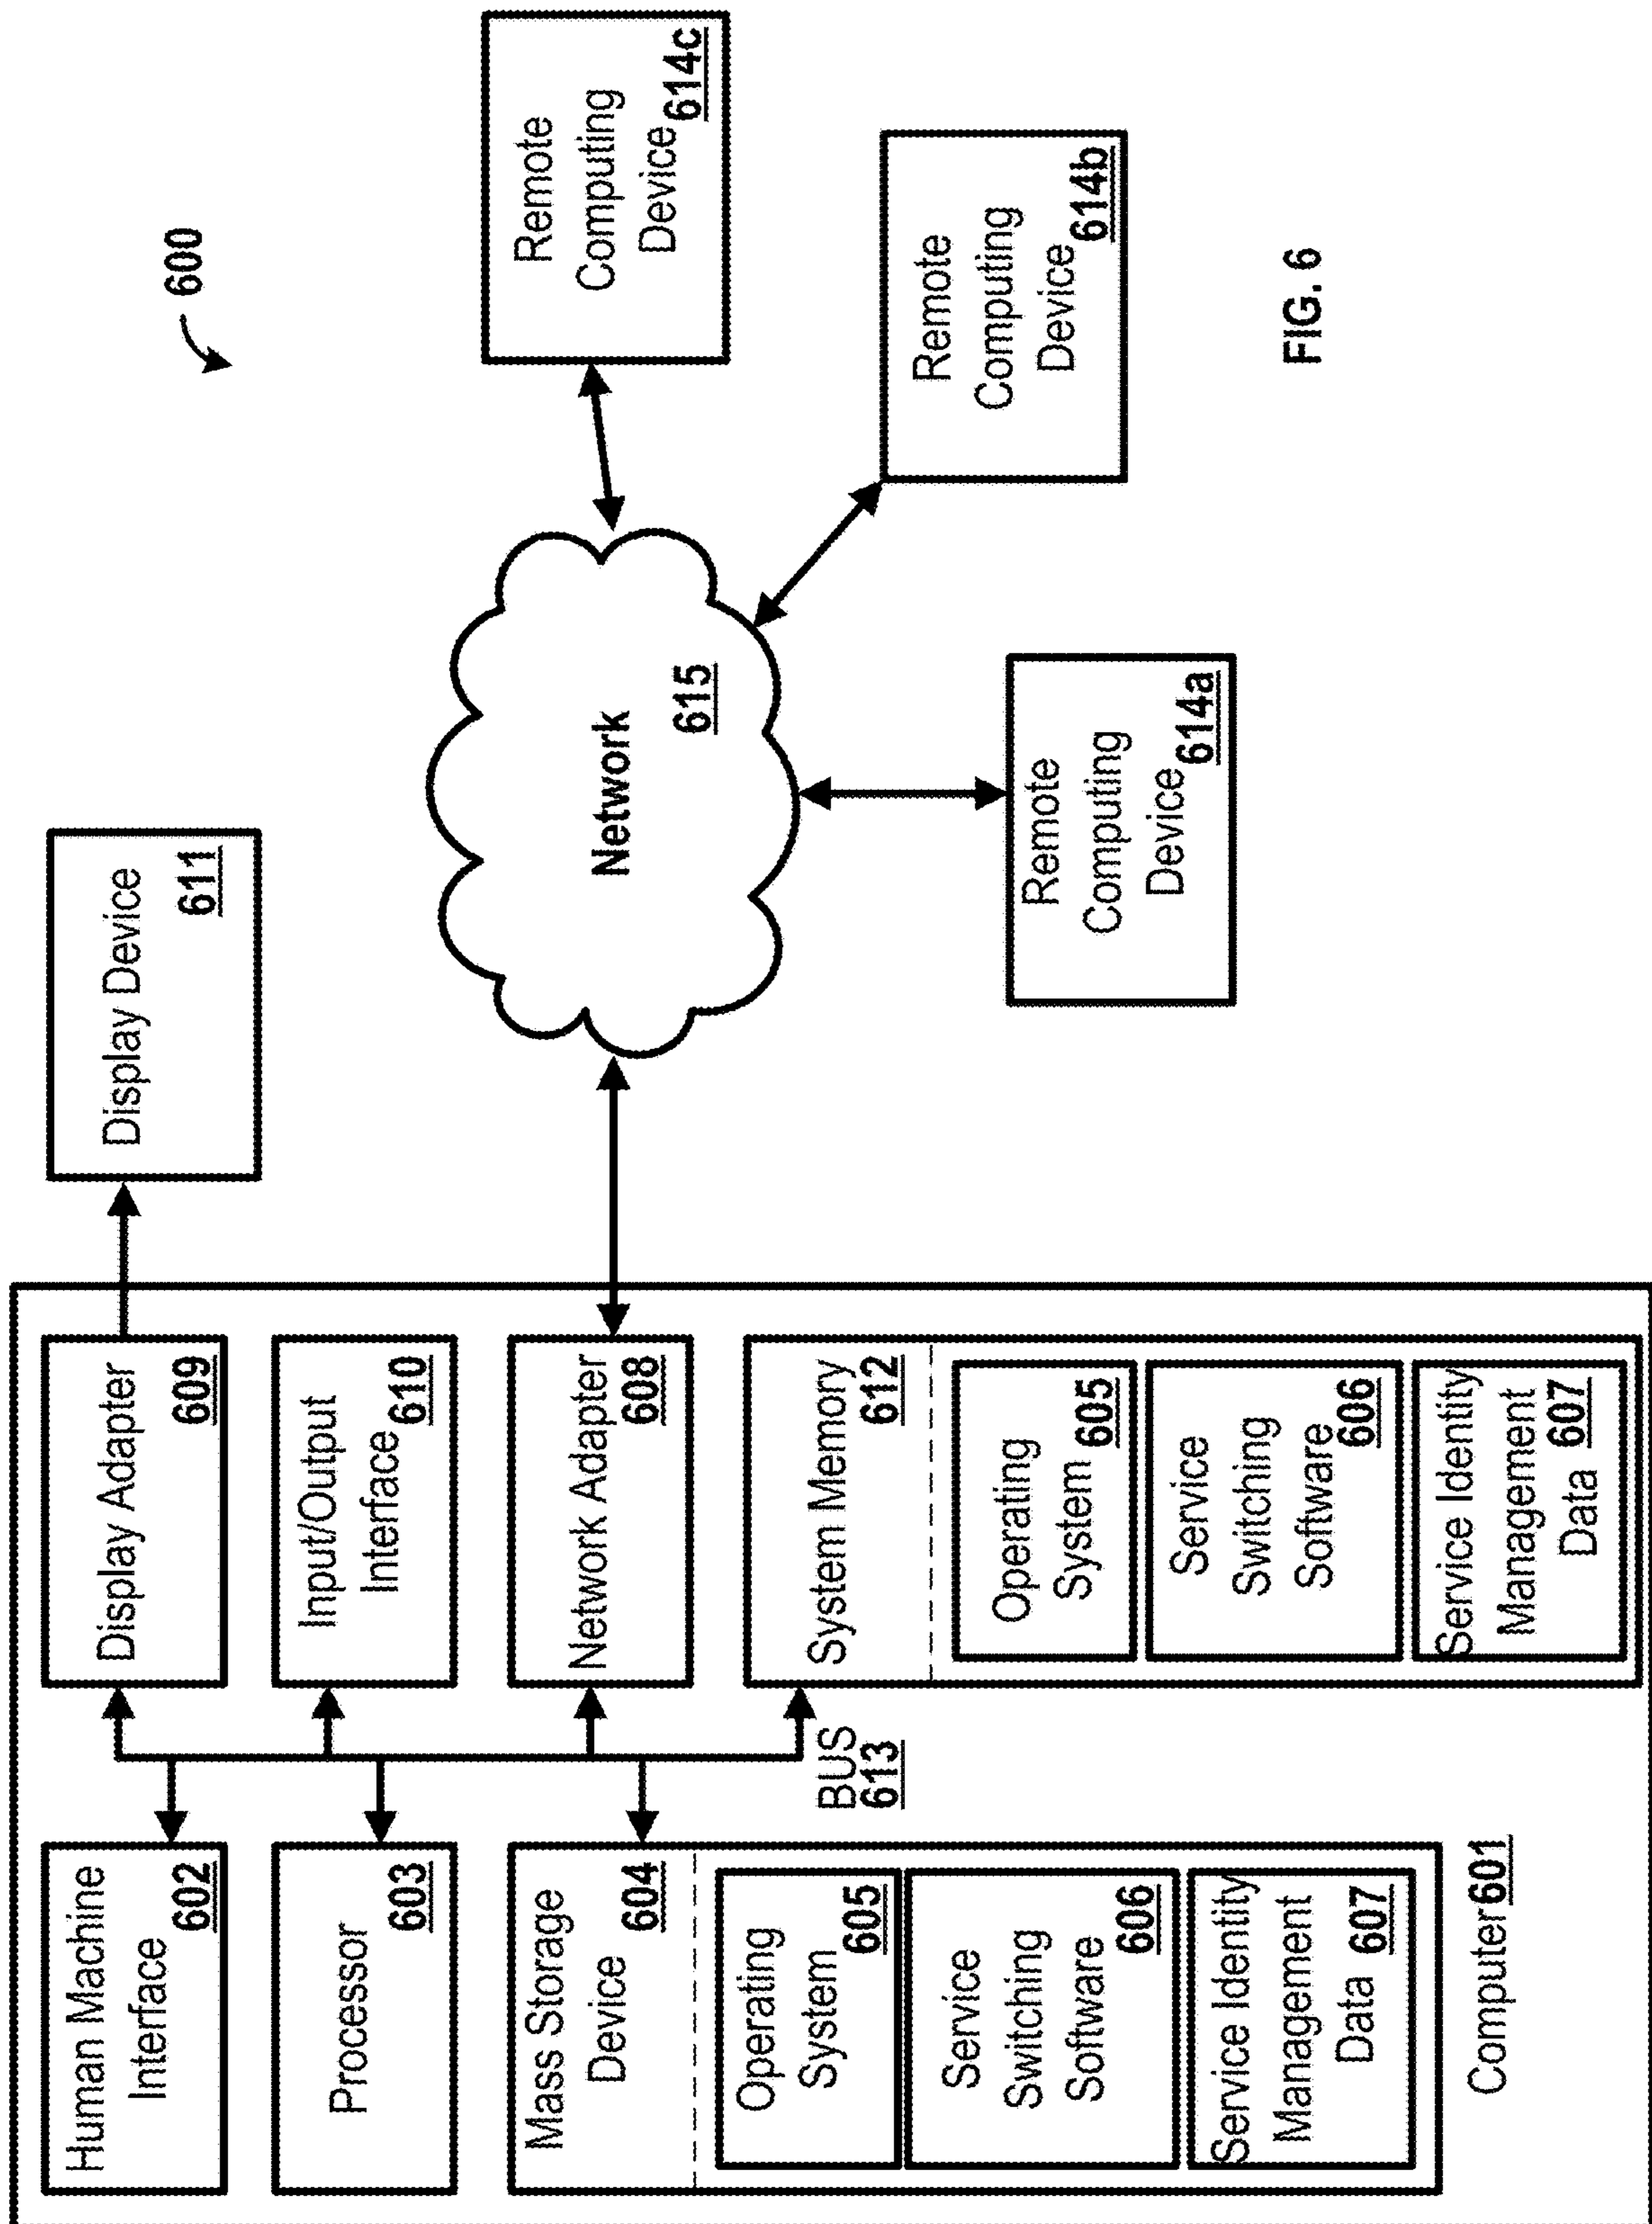 600
Human Machine
Interface
602
Processor
603
Mass Storage
Device
604
Operating
System
605
Service
Switching
Software
606
Service Identity
Management
Data
607
Computer 601
BUS
613
Display Adapter
609
Input/Output
Interface
610
Network Adapter
608
System Memory
612
Operating
System
605
Service
Switching
Software
606
Service Identity
Management
Data
607
Display Device
611
Network
615
Remote
Computing
Device
614a
Remote
Computing
Device
614b
Remote
Computing
Device
614c
FIG. 6